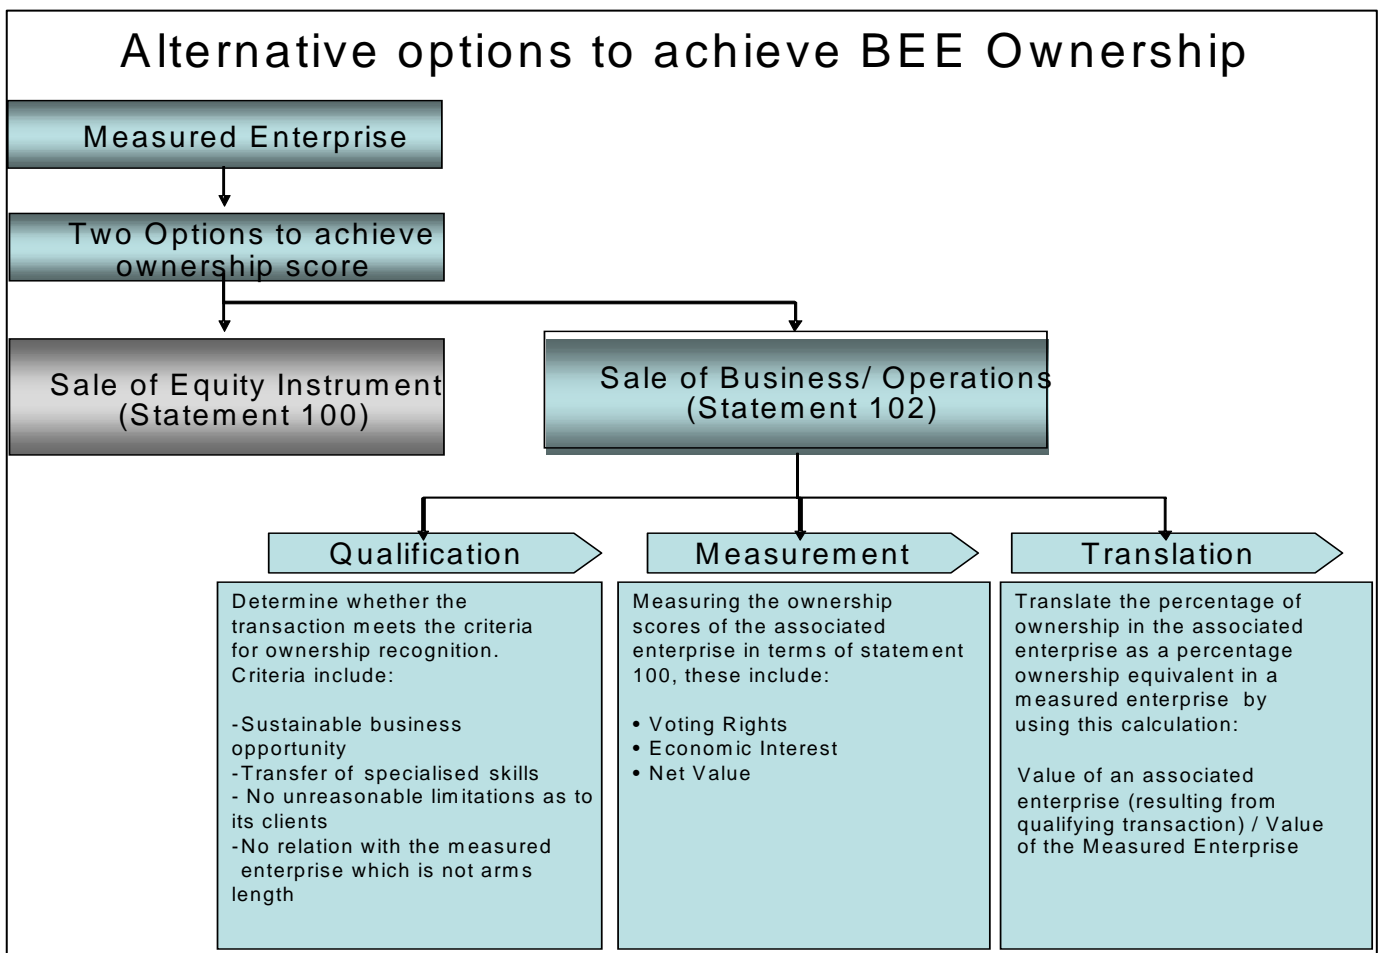 Alternative options to achieve BEE Ownership
Measured Enterprise
Two Options to achieve
ownership score
Sale of Equity Instrument
(Statement 100)
Sale of Business/ Operations
(Statement 102)
Qualification
Determine whether the
transaction meets the criteria
for ownership recognition.
Criteria include:
-Sustainable business
opportunity
-Transfer of specialised skills
- No unreasonable limitations as to
its clients
-No relation with the measured
enterprise which is not arms
length
Measurement
Measuring the ownership
scores of the associated
enterprise in terms of statement
100, these include:
• Voting Rights
• Economic Interest
• Net Value
Translation
Translate the percentage of
ownership in the associated
enterprise as a percentage
ownership equivalent in a
measured enterprise by
using this calculation:
Value of an associated
enterprise (resulting from
qualifying transaction) / Value
of the Measured Enterprise